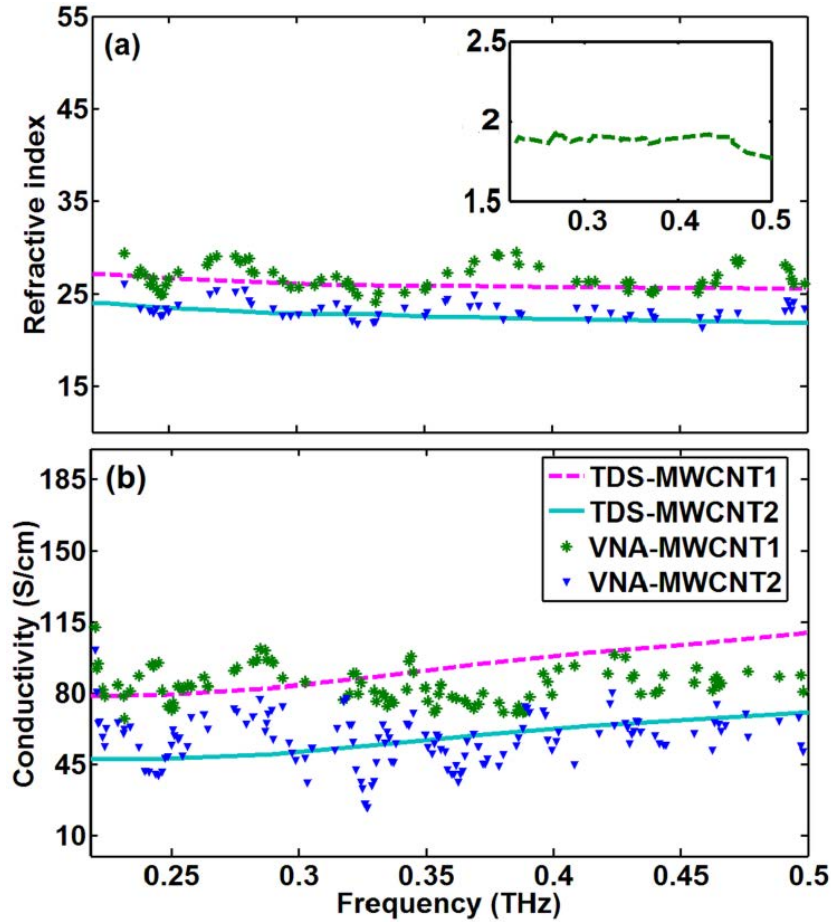 (a)
Refractive index
55
45
35
25
15
2.5
2
1.5
0.3 0.4 0.5
(b)
Conductivity (S/cm)
185
150
115
80
45
10
TDS-MWCNT1
TDS-MWCNT2
VNA-MWCNT1
VNA-MWCNT2
0.25 0.3 0.35 0.4 0.45 0.5
Frequency (THz)